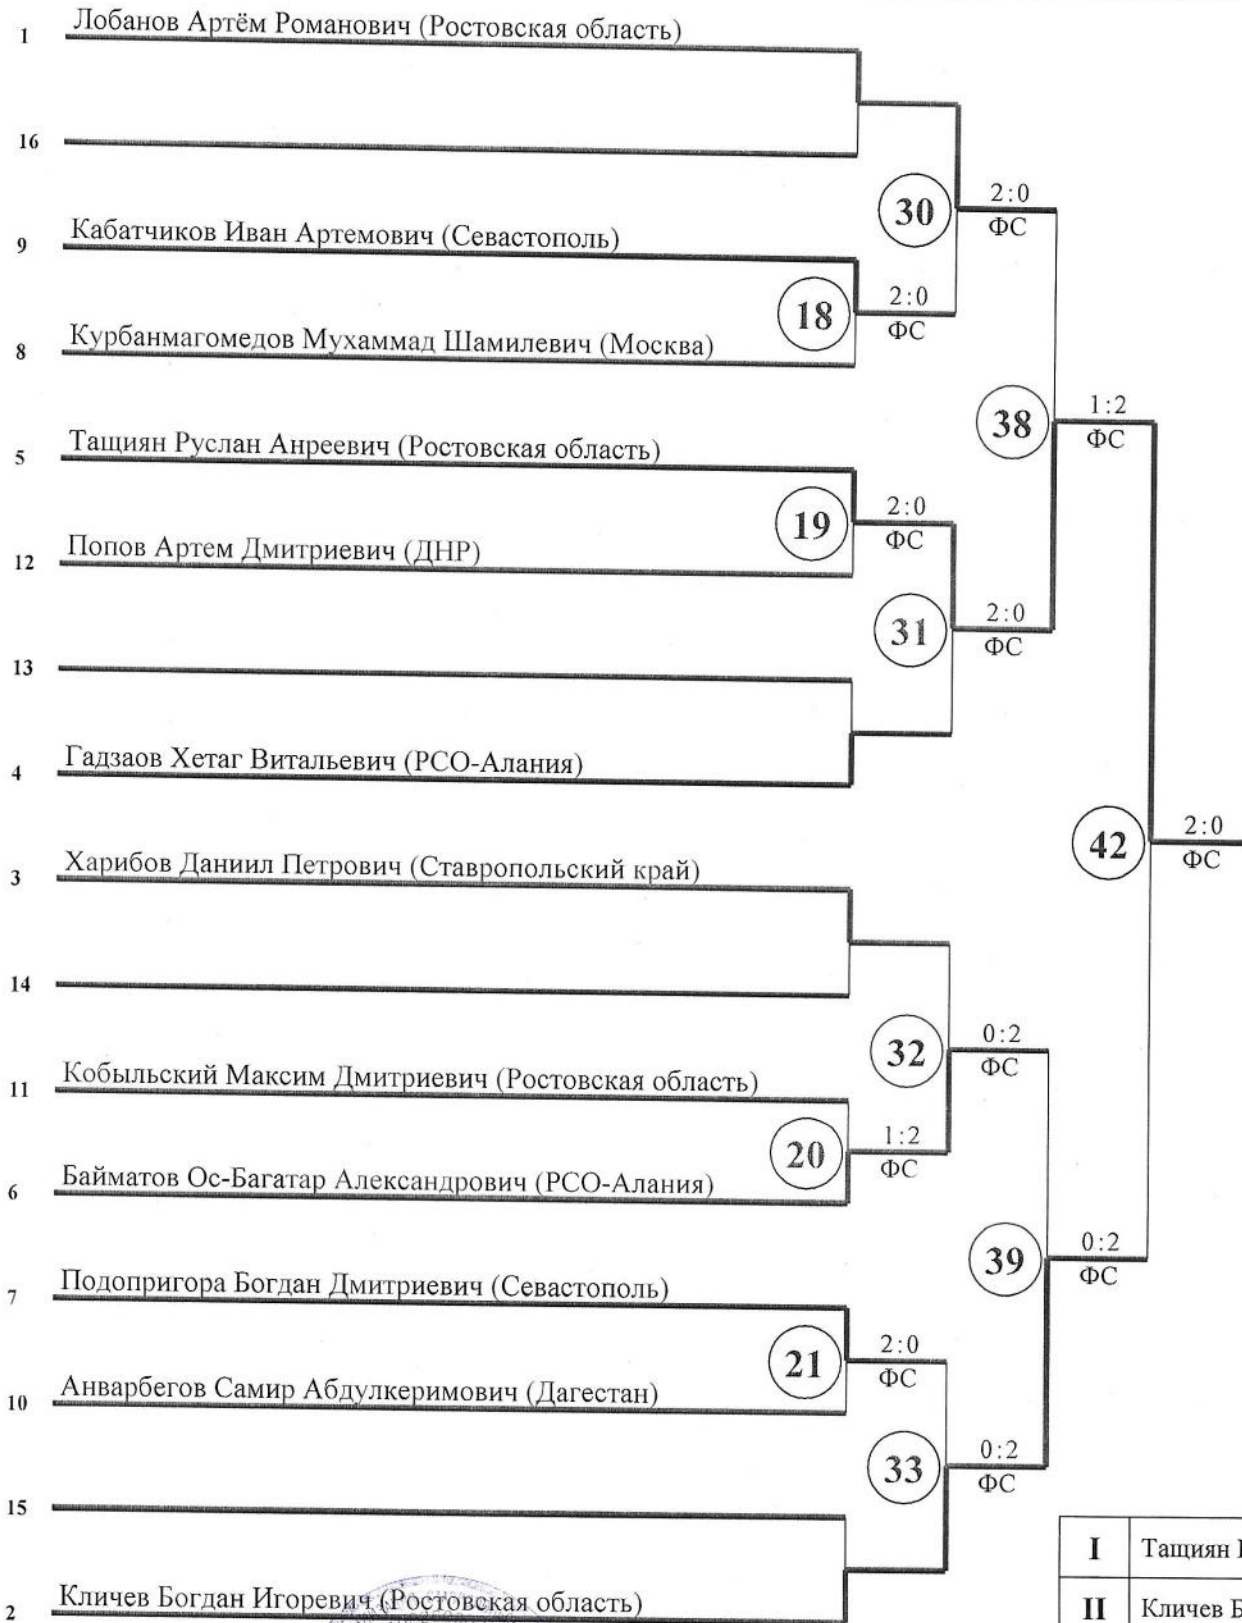 1 Лобанов Артём Романович (Ростовская область)
16
30 2:0
ФС
9 Кабатчиков Иван Артемович (Севастополь)
18 2:0
ФС
8 Курбанмагомедов Мухаммад Шамилевич (Москва)
38 1:2
ФС
5 Тащиян Руслан Анреевич (Ростовская область)
19 2:0
ФС
12 Попов Артем Дмитриевич (ДНР)
31 2:0
ФС
13
4 Гадзаов Хетаг Витальевич (РСО-Алания)
42 2:0
ФС
3 Харибов Даниил Петрович (Ставропольский край)
14
32 0:2
ФС
11 Кобыльский Максим Дмитриевич (Ростовская область)
20 1:2
ФС
6 Байматов Ос-Багатар Александрович (РСО-Алания)
39 0:2
ФС
7 Подопригора Богдан Дмитриевич (Севастополь)
21 2:0
ФС
10 Анварбегов Самир Абдулкеримович (Дагестан)
33 0:2
ФС
15
I Тащиян
2 Кличев Богдан Игоревич (Ростовская область)
II Кличев Б